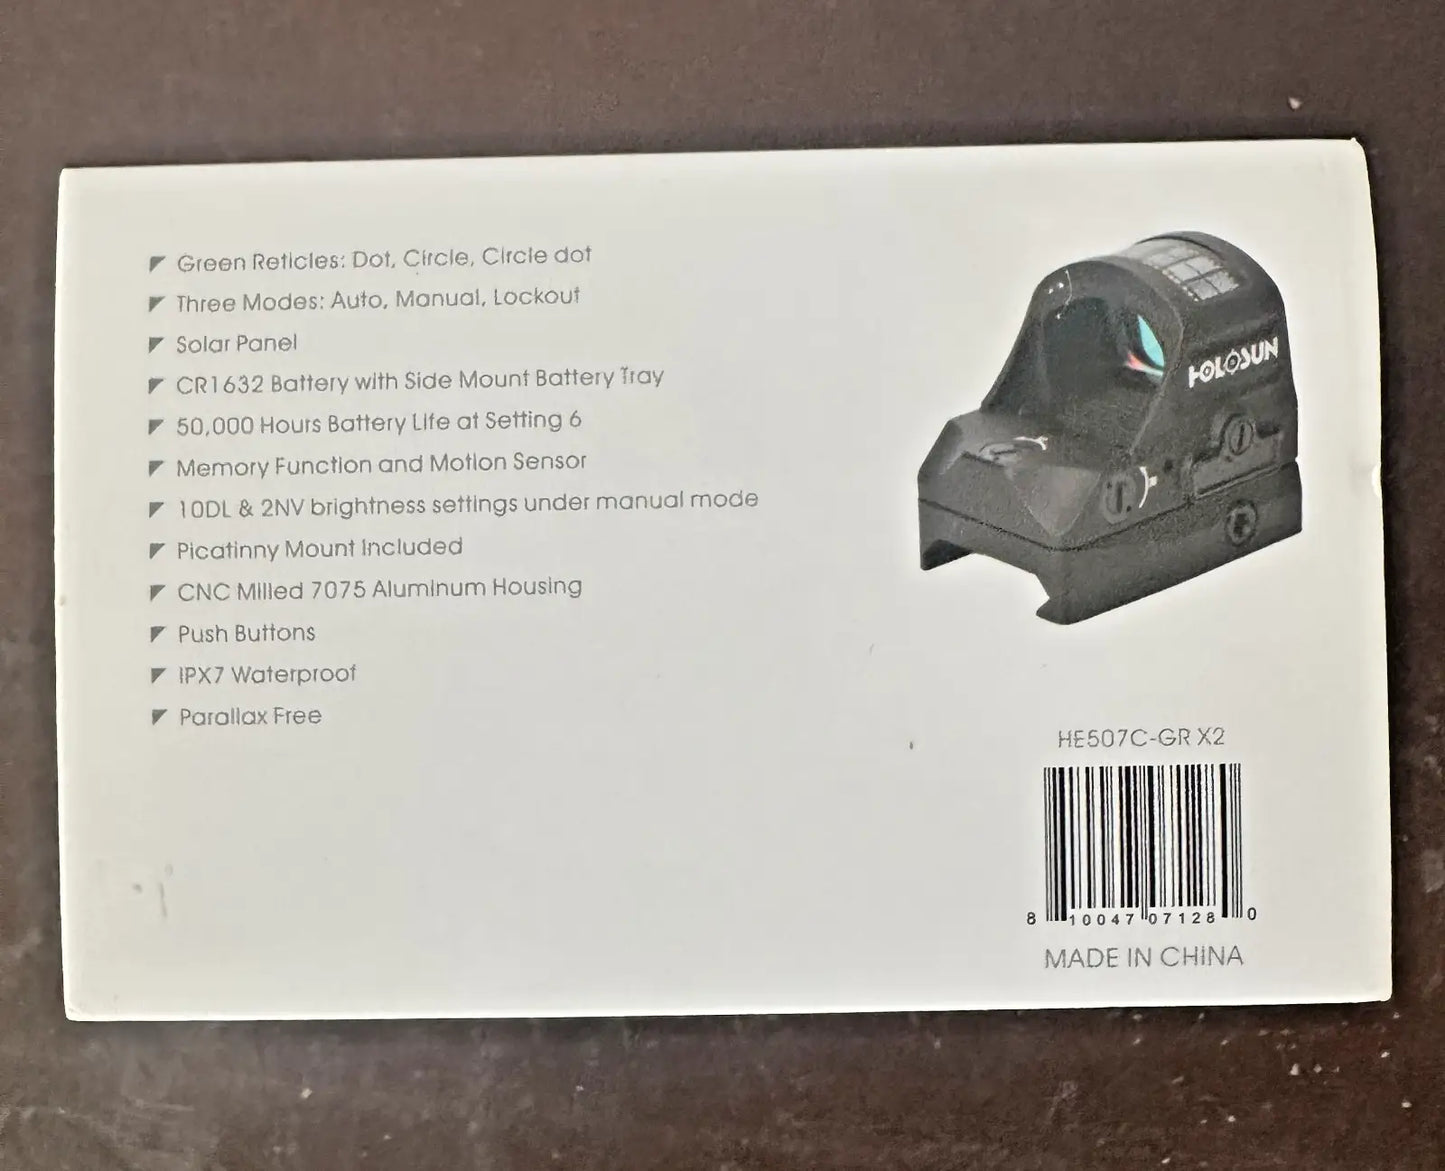 Green Reticles: Dot, Circle, Circle dot
Three Modes: Auto, Manual, Lockout
Solar Panel
CR1632 Battery with Side Mount Battery Tray
50,000 Hours Battery Life at Setting 6
Memory Function and Motion Sensor
10DL & 2NV brightness settings under manual mode
Picatinny Mount Included
CNC Milled 7075 Aluminum Housing
Push Buttons
IPX7 Waterproof
Parallax Free
HOLOSUN
HE507C-GR X2
8 10047 07128 0
MADE IN CHINA